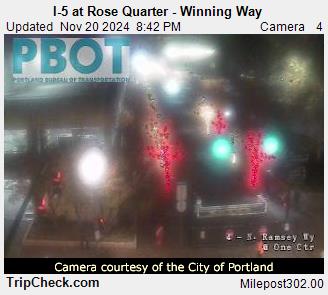 I-5 at Rose Quarter - Winning Way
Updated Nov 20 2024 8:42 PM Camera 4
PBOT
PORTLAND BUREAU OF TRANSPORTATION
4 - N. Ramsey Wy
@ One Ctr
Camera courtesy of the City of Portland
TripCheck.com Milepost302.00